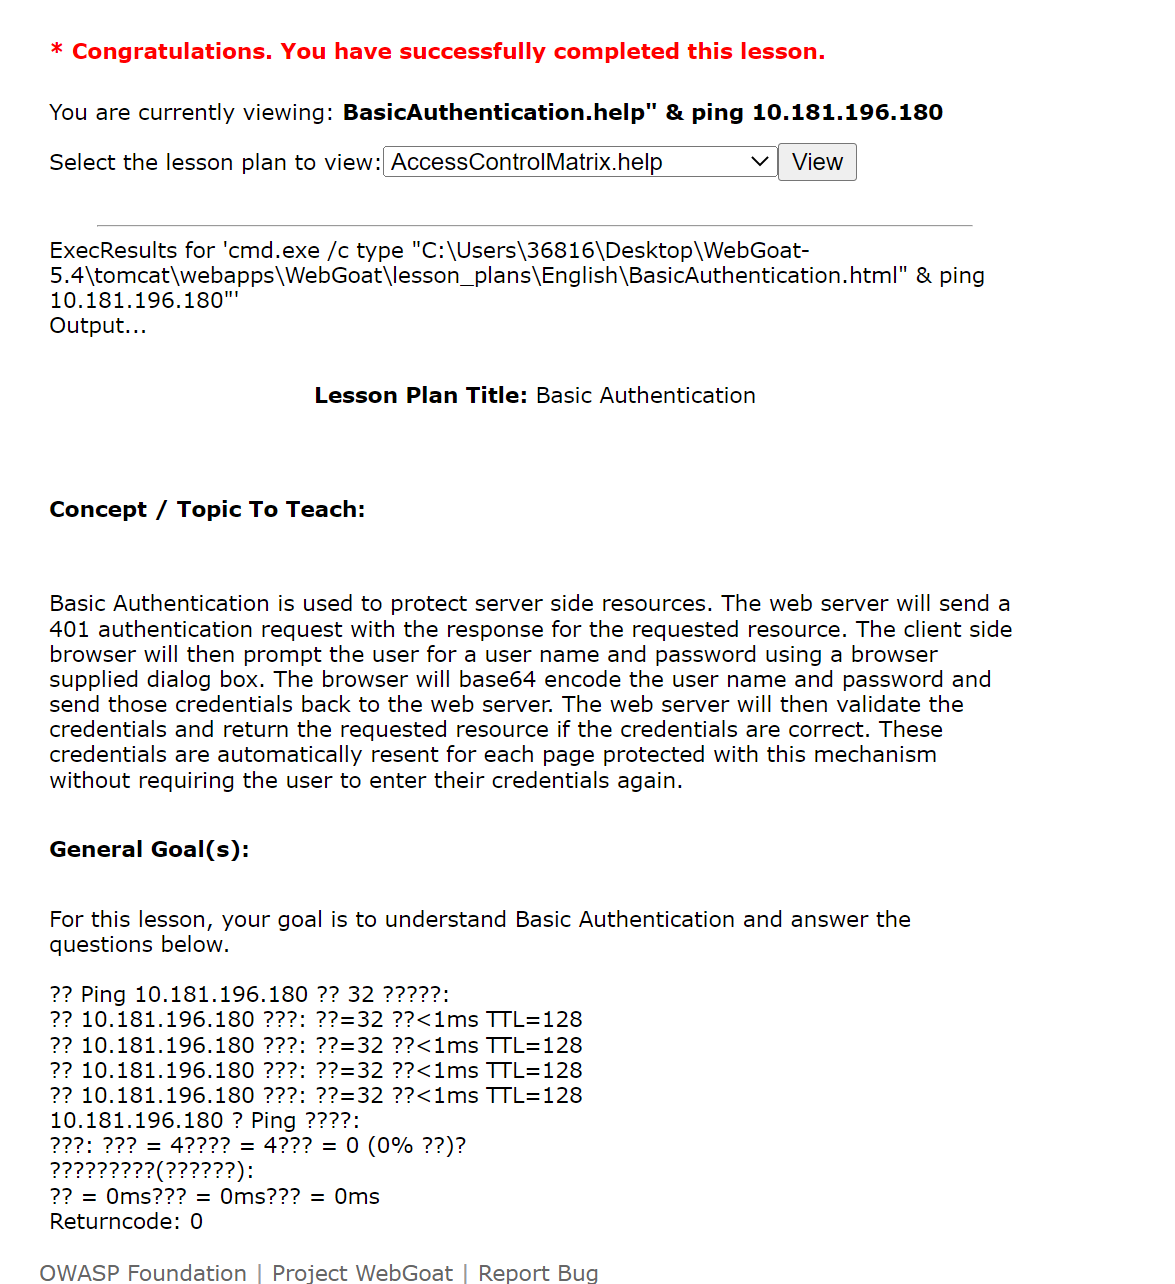 * Congratulations. You have successfully completed this lesson.
You are currently viewing: BasicAuthentication.help" & ping 10.181.196.180
Select the lesson plan to view: AccessControlMatrix.help View
ExecResults for 'cmd.exe /c type "C:\Users\36816\Desktop\WebGoat-
5.4\tomcat\webapps\WebGoat\lesson_plans\English\BasicAuthentication.html" & ping
10.181.196.180"'
Output...
Lesson Plan Title: Basic Authentication
Concept / Topic To Teach:
Basic Authentication is used to protect server side resources. The web server will send a
401 authentication request with the response for the requested resource. The client side
browser will then prompt the user for a user name and password using a browser
supplied dialog box. The browser will base64 encode the user name and password and
send those credentials back to the web server. The web server will then validate the
credentials and return the requested resource if the credentials are correct. These
credentials are automatically resent for each page protected with this mechanism
without requiring the user to enter their credentials again.
General Goal(s):
For this lesson, your goal is to understand Basic Authentication and answer the
questions below.
?? Ping 10.181.196.180 ?? 32 ?????:
?? 10.181.196.180 ???: ??=32 ??<1ms TTL=128
?? 10.181.196.180 ???: ??=32 ??<1ms TTL=128
?? 10.181.196.180 ???: ??=32 ??<1ms TTL=128
?? 10.181.196.180 ???: ??=32 ??<1ms TTL=128
10.181.196.180 ? Ping ????:
???: ??? = 4???? = 4??? = 0 (0% ??)?
?????????(??????):
?? = 0ms??? = 0ms??? = 0ms
Returncode: 0
OWASP Foundation | Project WebGoat | Report Bug